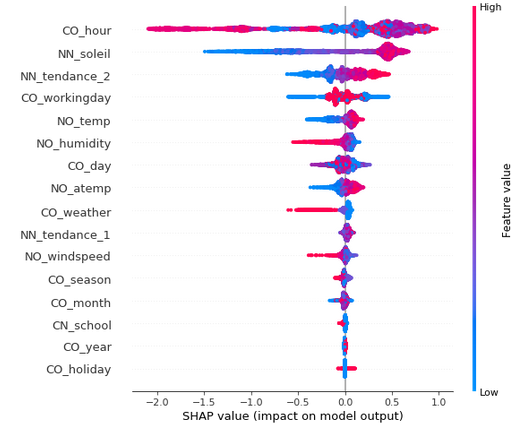 High
CO_hour
NN_soleil
NN_tendance_2
CO_workingday
NO_temp
NO_humidity
CO_day
NO_atemp
CO_weather
NN_tendance_1
NO_windspeed
CO_season
CO_month
CN_school
CO_year
CO_holiday
Feature value
Low
−2.0 −1.5 −1.0 −0.5 0.0 0.5 1.0
SHAP value (impact on model output)